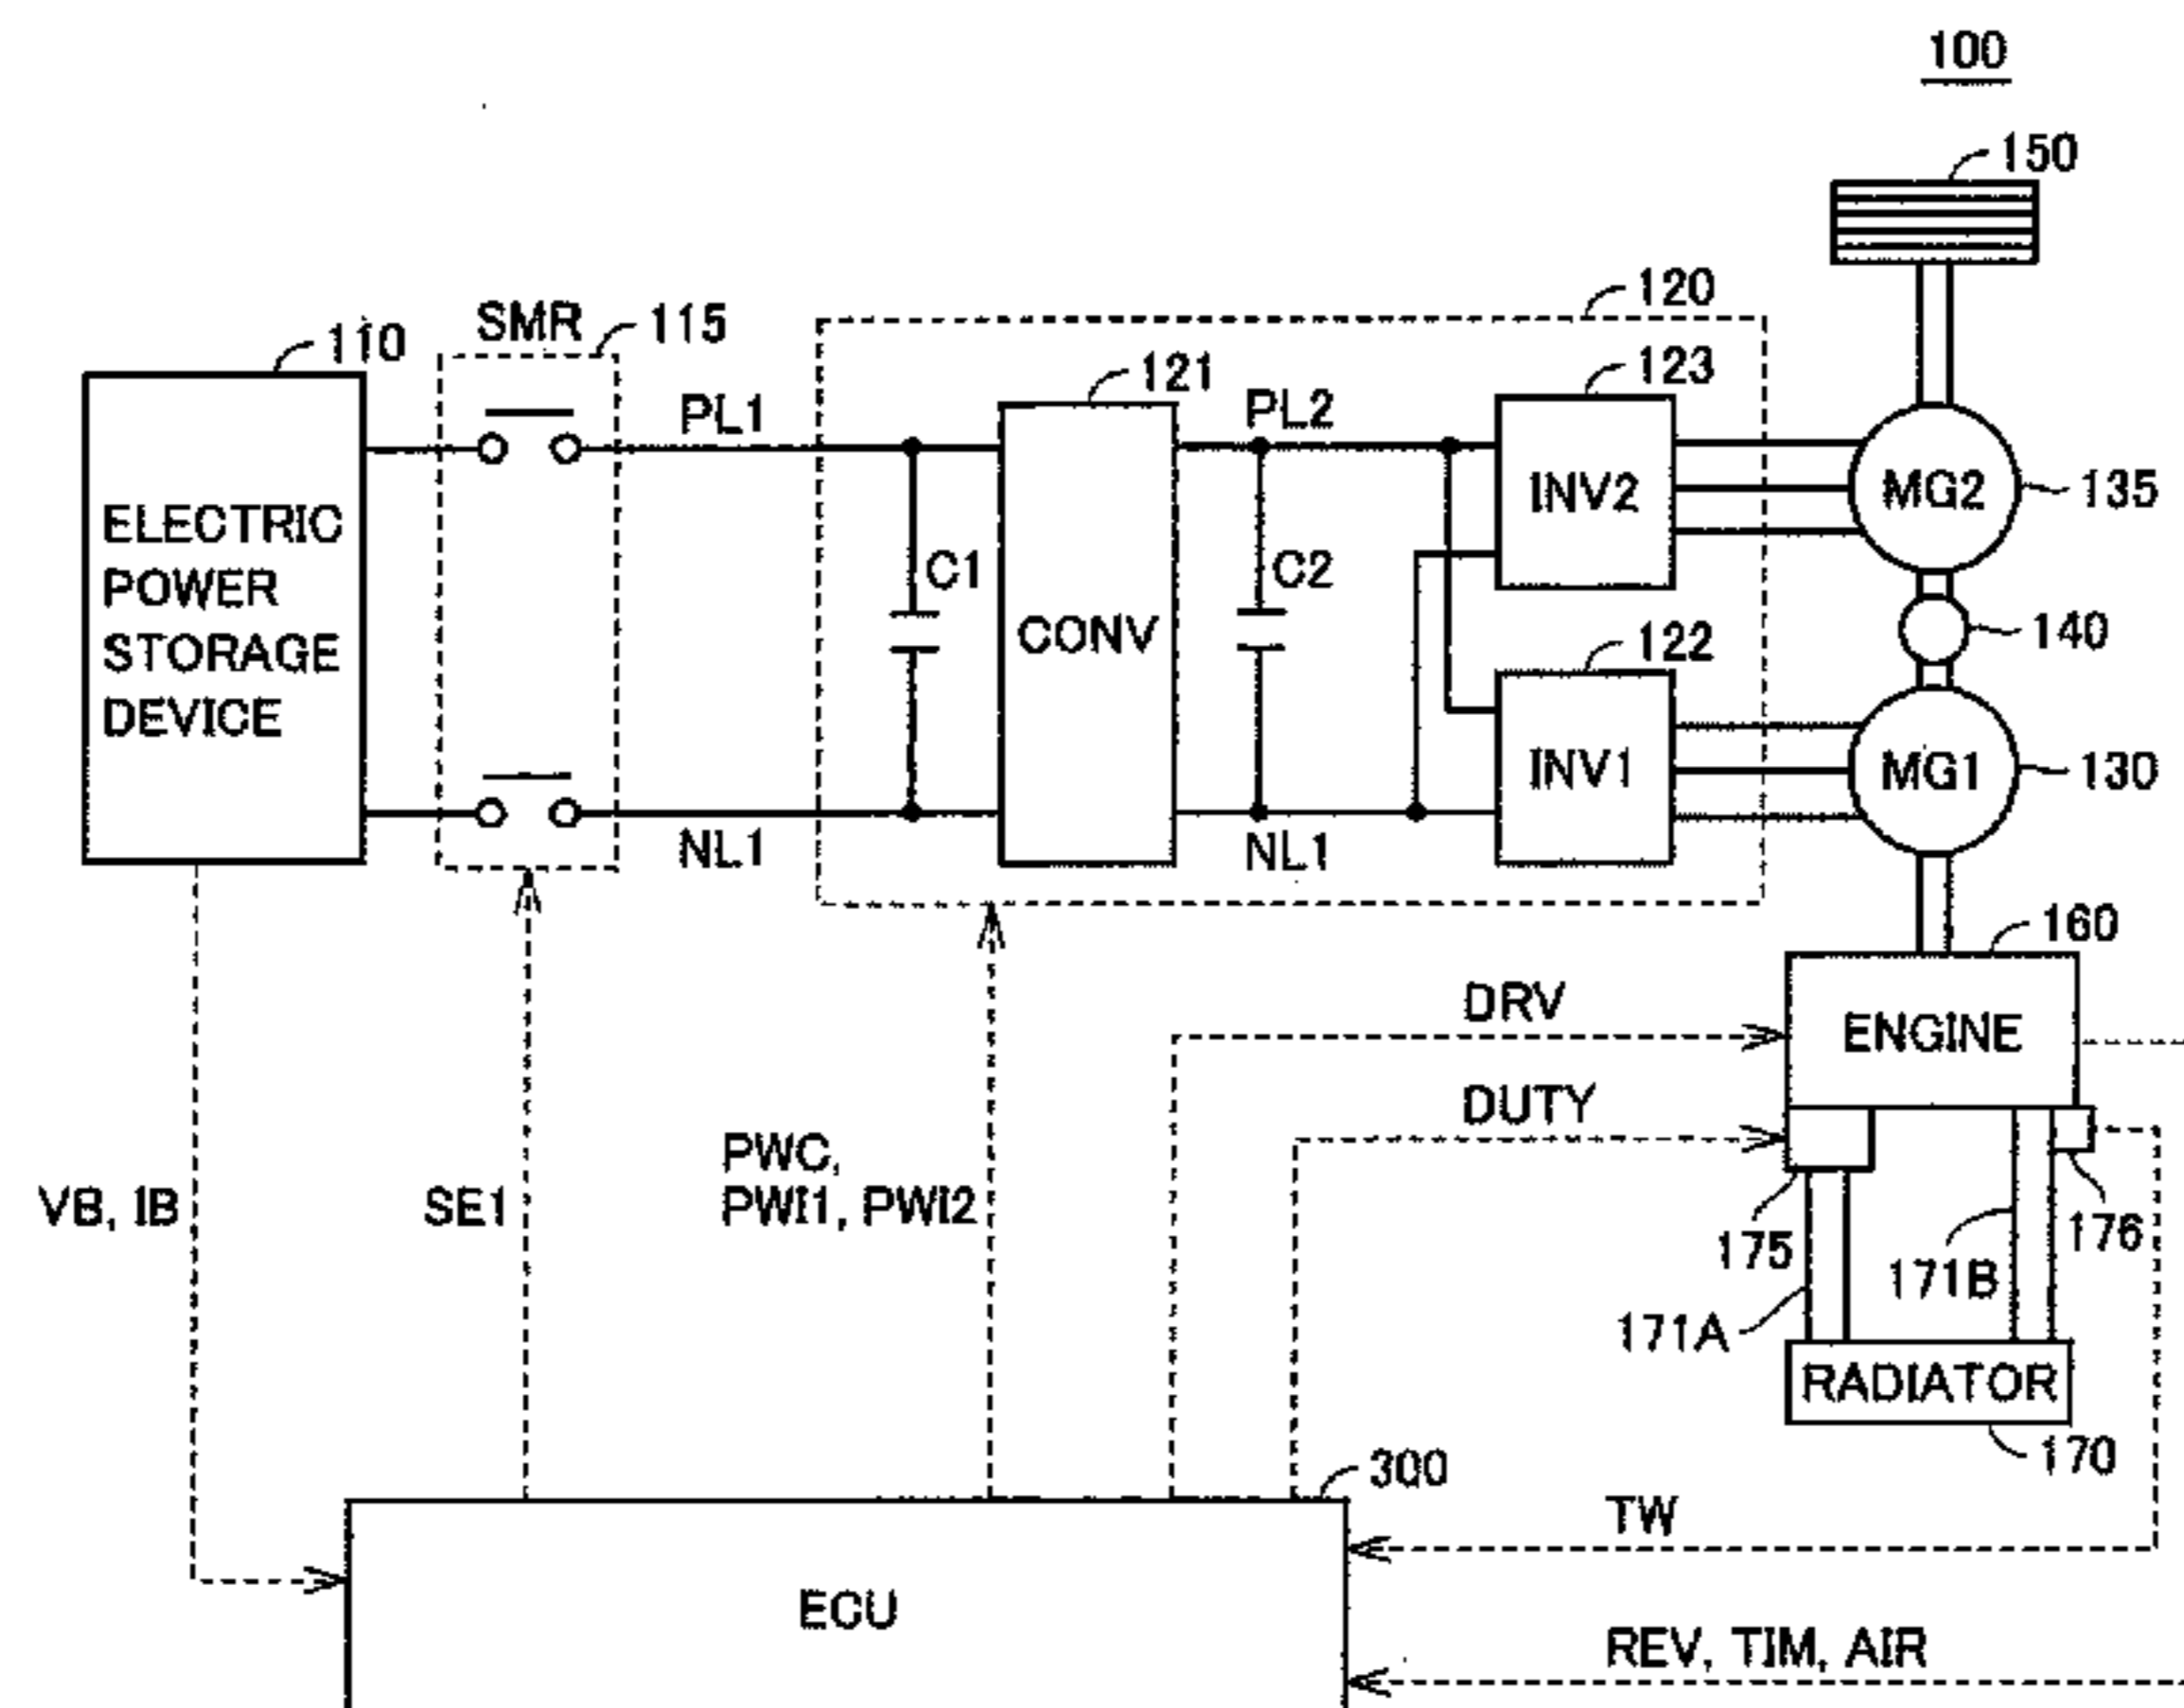 100
150
120
SMR
115
110
121
123
PL1
PL2
INV2
MG2
135
ELECTRIC
POWER
STORAGE
DEVICE
C1
C2
CONV
140
122
INV1
MG1
130
NL1
NL1
160
DRV
ENGINE
DUTY
PWC,
PWI1, PWI2
VB, IB
SE1
175
176
171B
171A
RADIATOR
170
300
TW
ECU
REV, TIM, AIR